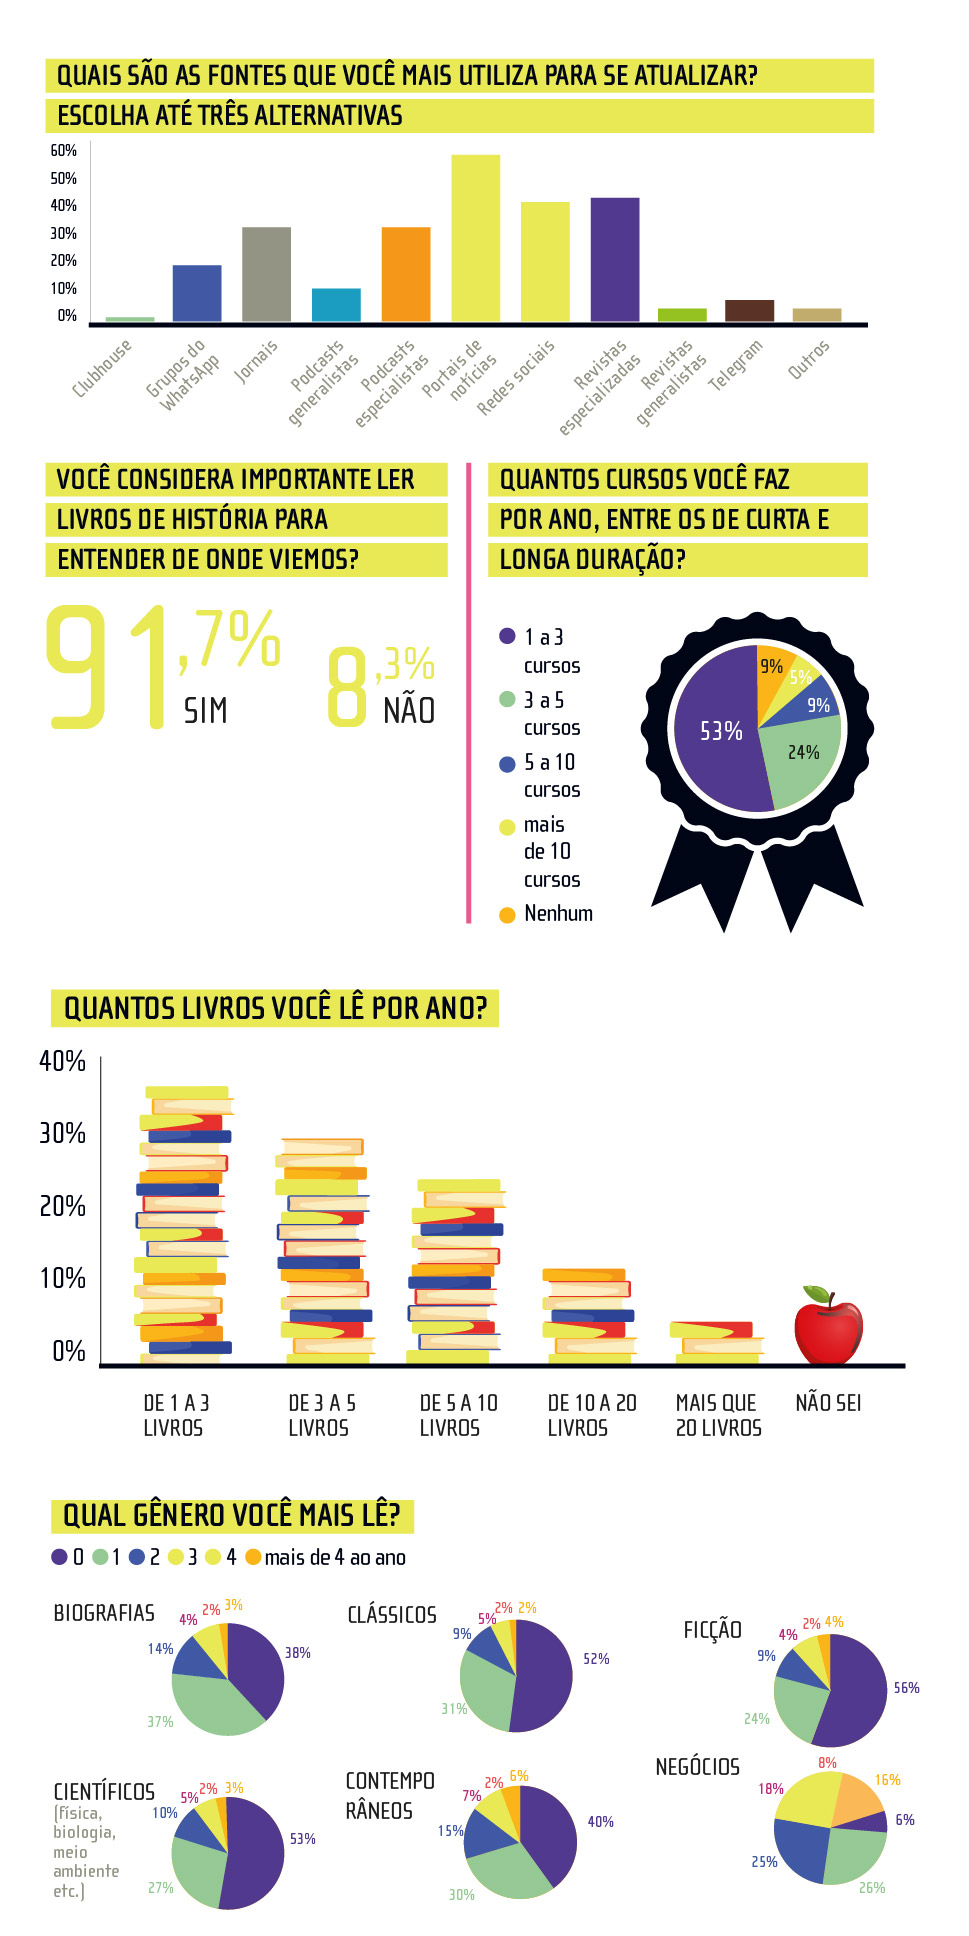 QUAIS SÃO AS FONTES QUE VOCÊ MAIS UTILIZA PARA SE ATUALIZAR?
ESCOLHA ATÉ TRÊS ALTERNATIVAS
60%
50%
40%
30%
20%
10%
0%
Clubhouse
Grupos do
WhatsApp
Jornais
Podcasts
generalistas
Podcasts
especialistas
Portais de
notícias
Redes sociais
Revistas
especializadas
Revistas
generalistas
Telegram
Outros
VOCÊ CONSIDERA IMPORTANTE LER
LIVROS DE HISTÓRIA PARA
ENTENDER DE ONDE VIEMOS?
91,7%
SIM
8,3%
NÃO
QUANTOS CURSOS VOCÊ FAZ
POR ANO, ENTRE OS DE CURTA E
LONGA DURAÇÃO?
1 a 3
cursos
3 a 5
cursos
5 a 10
cursos
mais
de 10
cursos
Nenhum
9%
5%
9%
53%
24%
QUANTOS LIVROS VOCÊ LÊ POR ANO?
40%
30%
20%
10%
0%
DE 1 A 3
LIVROS
DE 3 A 5
LIVROS
DE 5 A 10
LIVROS
DE 10 A 20
LIVROS
MAIS QUE
20 LIVROS
NÃO SEI
QUAL GÊNERO VOCÊ MAIS LÊ?
0 1 2 3 4 mais de 4 ao ano
BIOGRAFIAS
4% 2% 3%
14%
38%
37%
CLÁSSICOS
5% 2% 2%
9%
52%
31%
FICÇÃO
4% 2% 4%
9%
56%
24%
CIENTÍFICOS
(física,
biologia,
meio
ambiente
etc.)
5% 2% 3%
10%
53%
27%
CONTEMPO
RÂNEOS
7% 2% 6%
15%
40%
30%
NEGÓCIOS
8%
18% 16%
6%
25%
26%